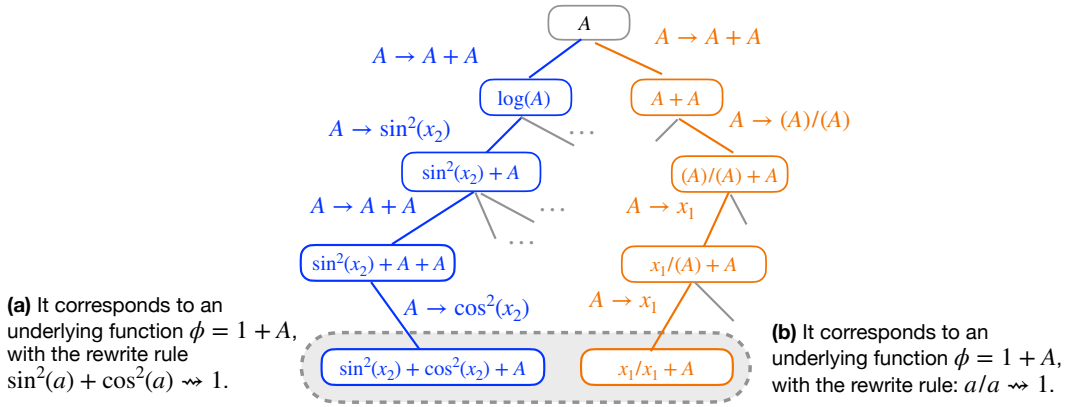 A
A → A + A
A → A + A
log(A)
A + A
A → sin²(x₂)
...
A → (A)/(A)
sin²(x₂) + A
(A)/(A) + A
A → A + A
...
A → x₁
...
sin²(x₂) + A + A
x₁/(A) + A
A → cos²(x₂)
A → x₁
(a) It corresponds to an
underlying function ϕ = 1 + A,
with the rewrite rule
sin²(a) + cos²(a) ⇝ 1.
sin²(x₂) + cos²(x₂) + A
x₁/x₁ + A
(b) It corresponds to an
underlying function ϕ = 1 + A,
with the rewrite rule: a/a ⇝ 1.